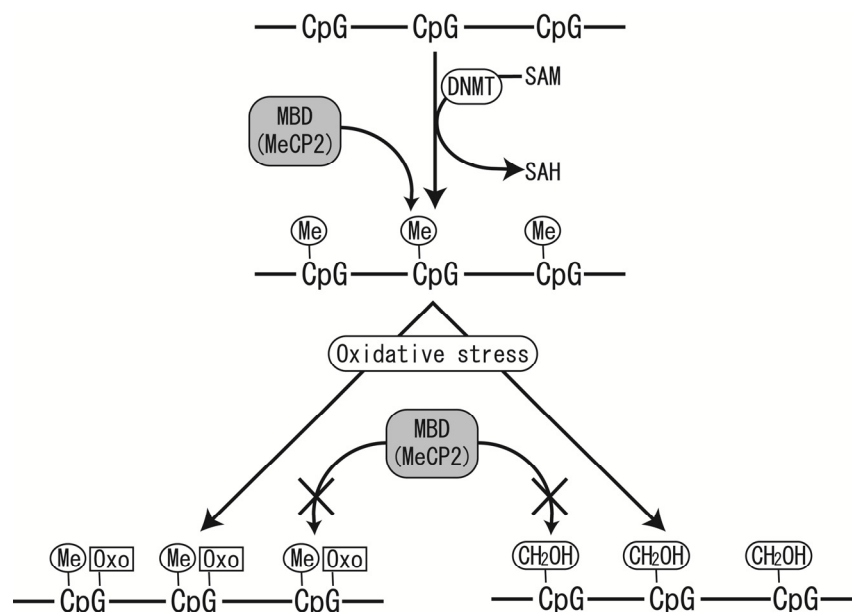 CpG CpG CpG
DNMT SAM
MBD
(MeCP2)
SAH
Me Me Me
CpG CpG CpG
Oxidative stress
MBD
(MeCP2)
Me Oxo Me Oxo Me Oxo CH₂OH CH₂OH CH₂OH
CpG CpG CpG CpG CpG CpG